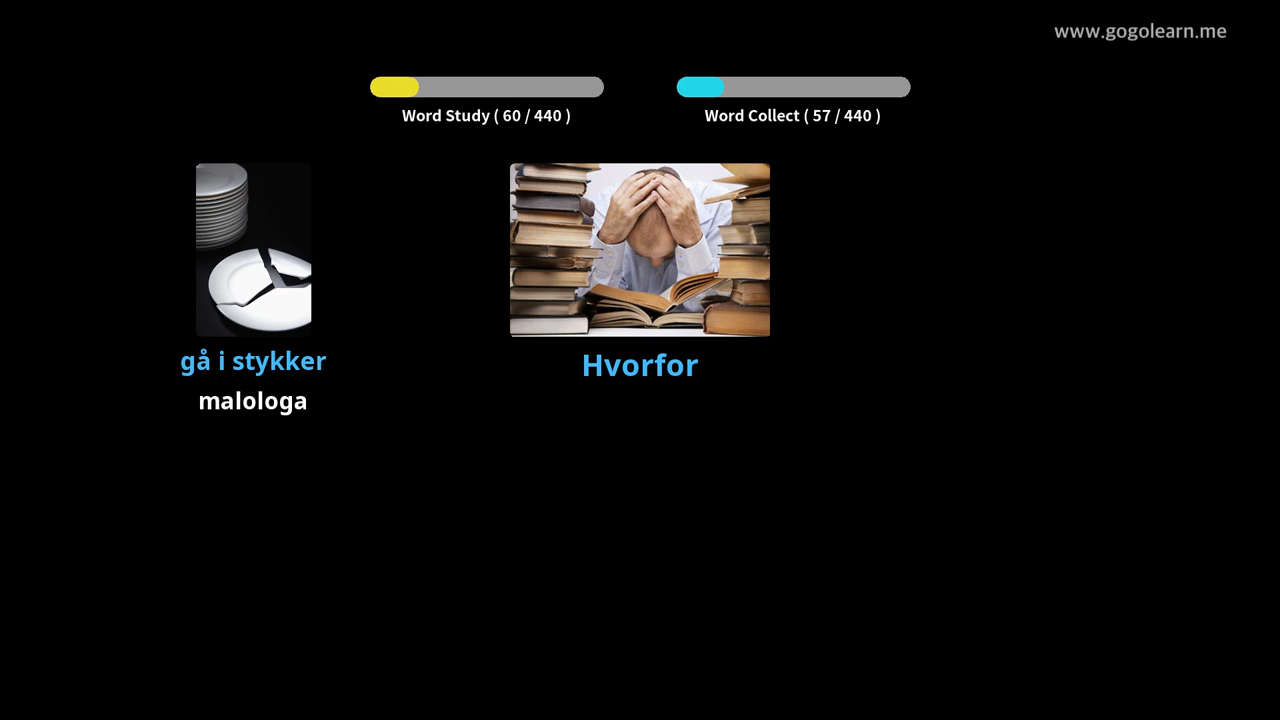 www.gogolearn.me
Word Study ( 60 / 440 )
Word Collect ( 57 / 440 )
gå i stykker
malologa
Hvorfor